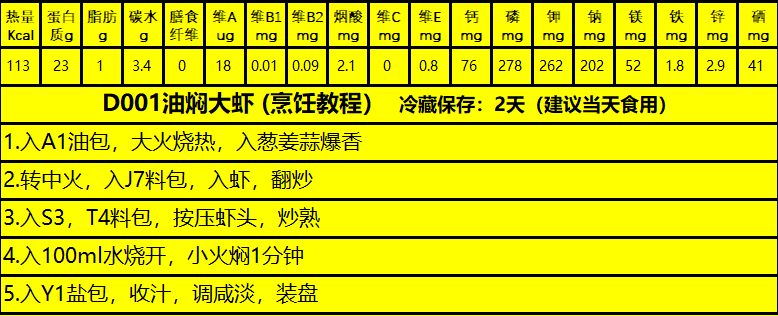 热量 Kcal 蛋白质g 脂肪g 碳水g 膳食纤维 维A ug 维B1 mg 维B2 mg 烟酸 mg 维C mg 维E mg 钙 mg 磷 mg 钾 mg 钠 mg 镁 mg 铁 mg 锌 mg 硒 mg
113 23 1 3.4 0 18 0.01 0.09 2.1 0 0.8 76 278 262 202 52 1.8 2.9 41
D001油焖大虾（烹饪教程） 冷藏保存：2天（建议当天食用）
1.入A1油包，大火烧热，入葱姜蒜爆香
2.转中火，入J7料包，入虾，翻炒
3.入S3，T4料包，按压虾头，炒熟
4.入100ml水烧开，小火焖1分钟
5.入Y1盐包，收汁，调咸淡，装盘